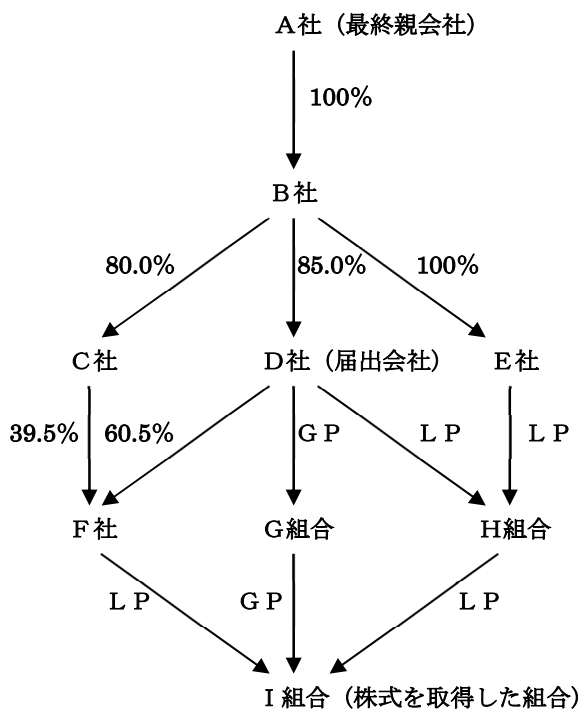 A社（最終親会社）
100%
B社
80.0%
85.0%
100%
C社
D社（届出会社）
E社
39.5%
60.5%
GP
LP
LP
F社
G組合
H組合
LP
GP
LP
I組合（株式を取得した組合）